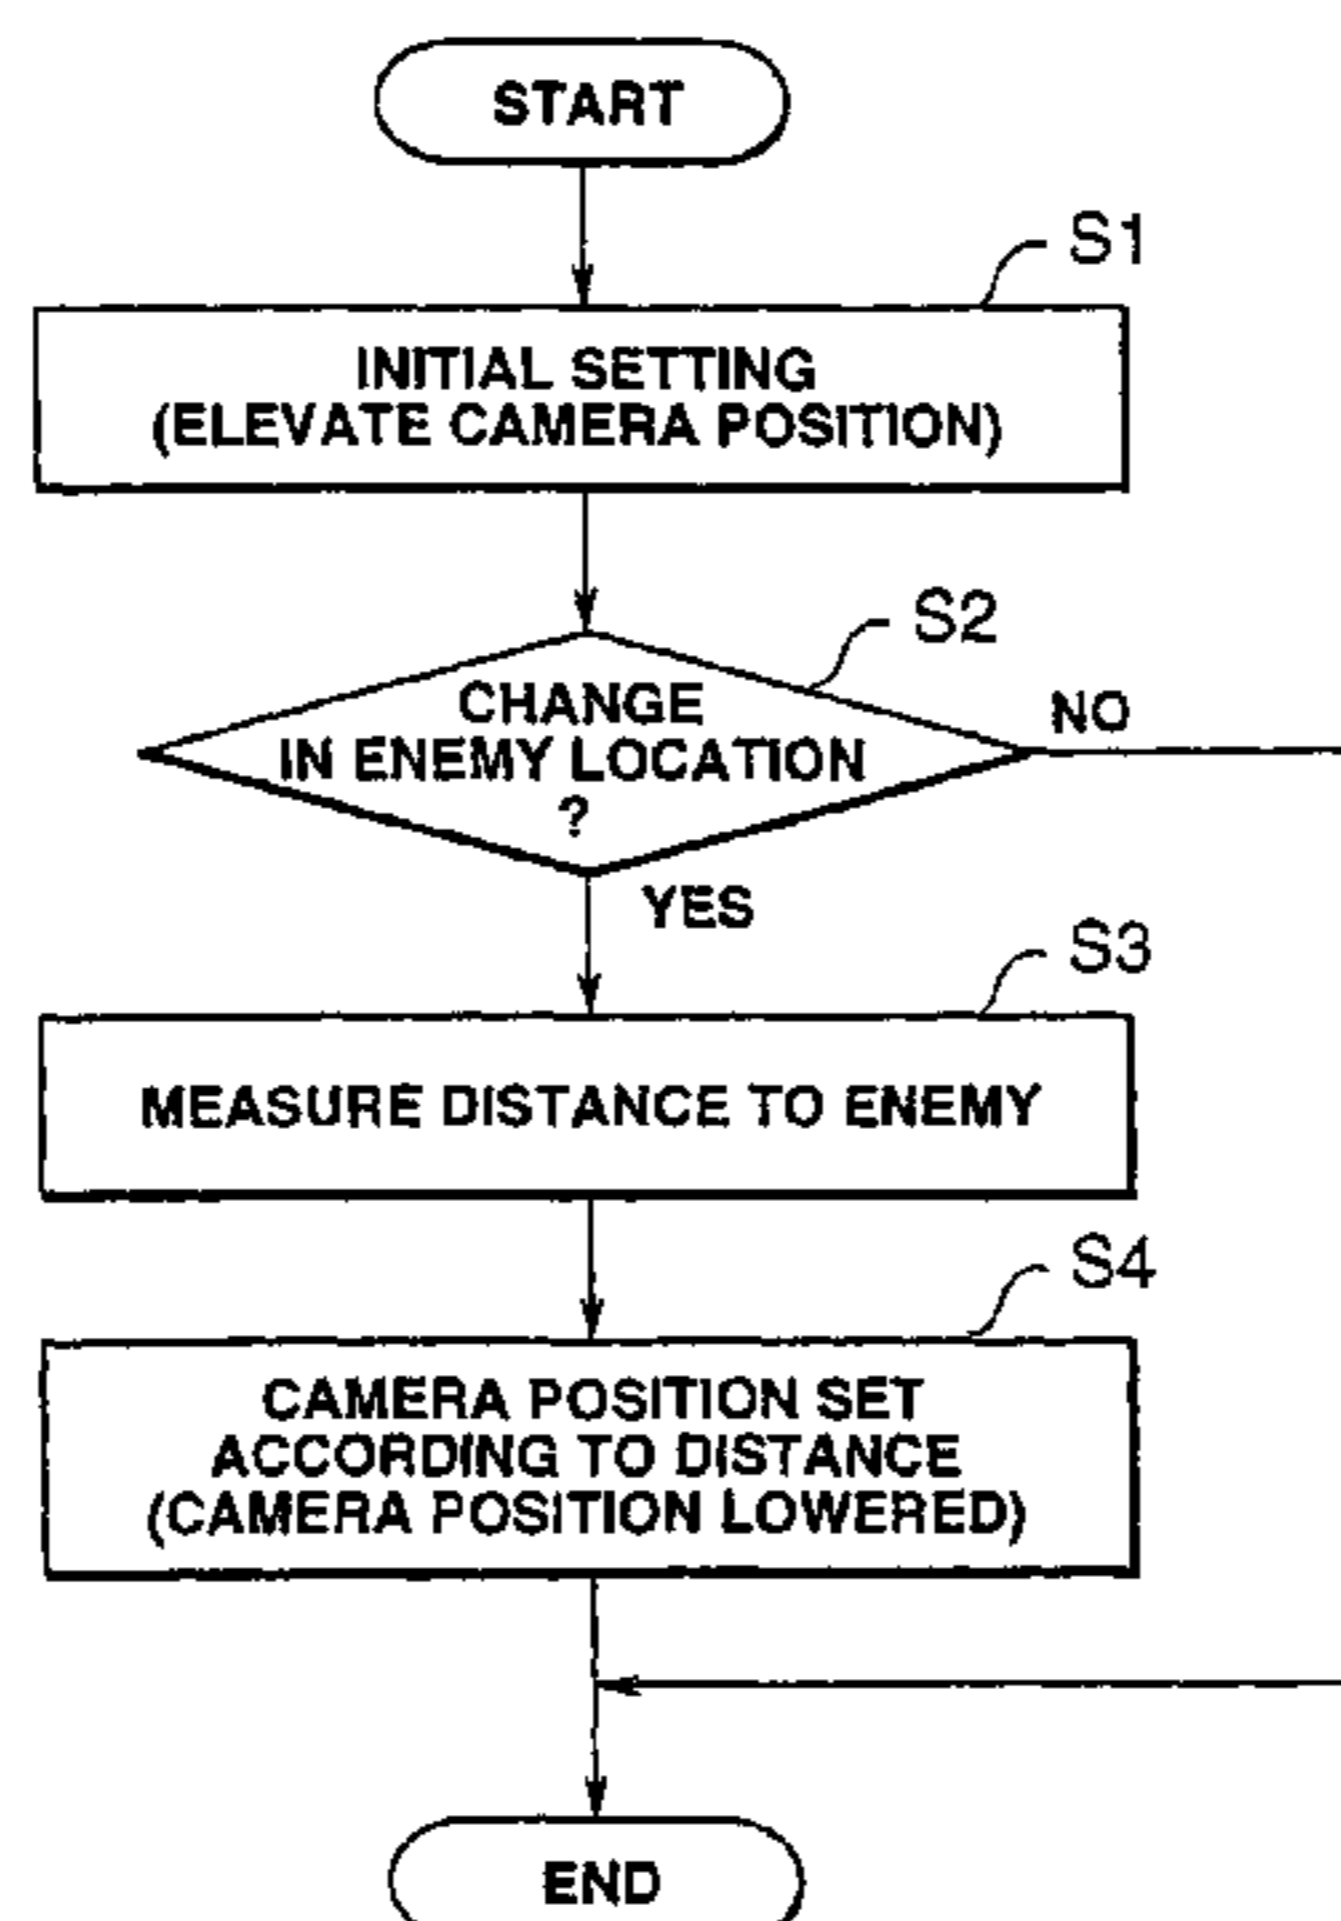 START
S1
INITIAL SETTING
(ELEVATE CAMERA POSITION)
S2
CHANGE
IN ENEMY LOCATION
?
NO
YES
S3
MEASURE DISTANCE TO ENEMY
S4
CAMERA POSITION SET
ACCORDING TO DISTANCE
(CAMERA POSITION LOWERED)
END